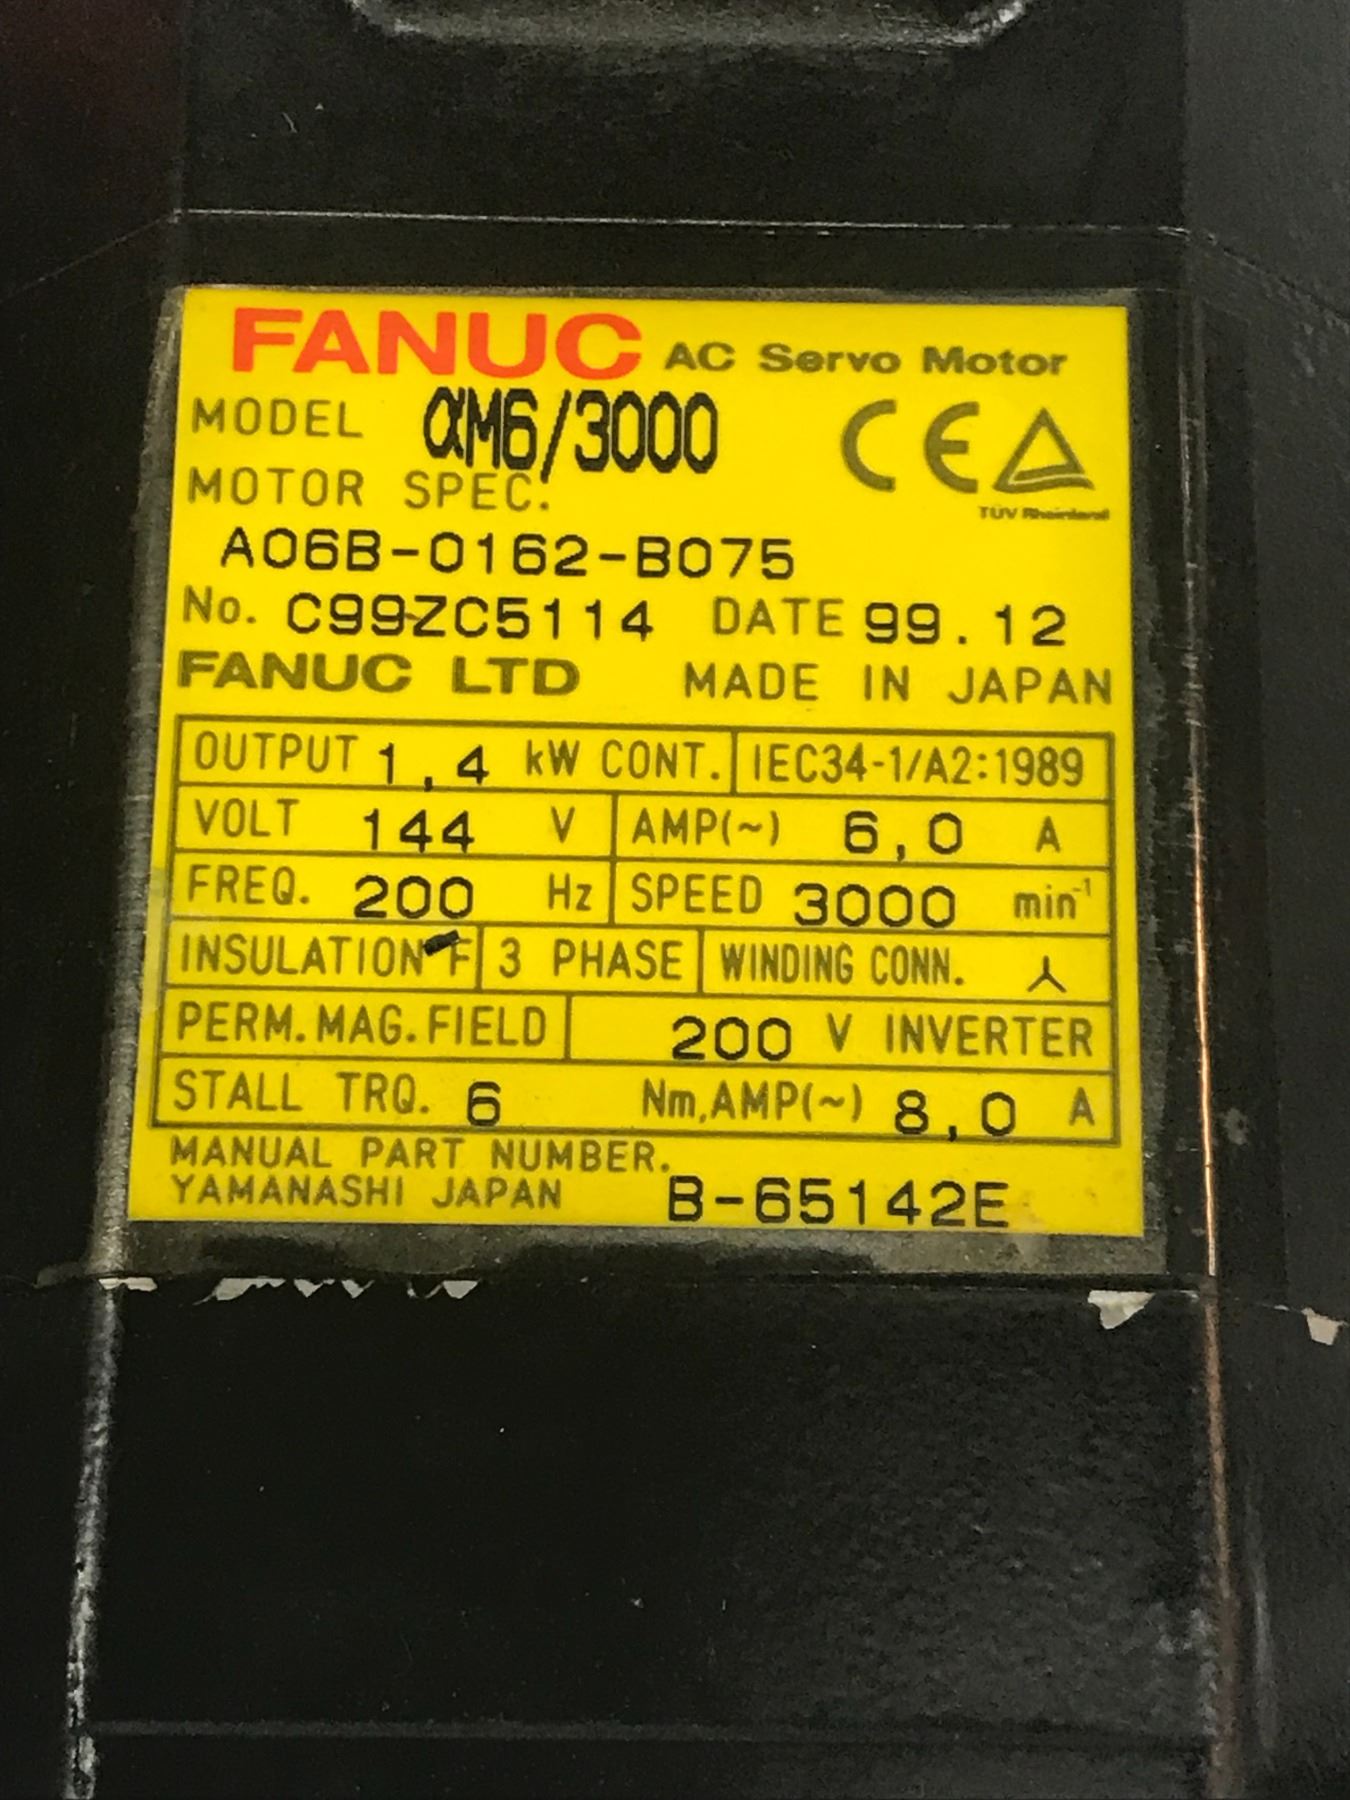 FANUC AC Servo Motor
MODEL αM6/3000
CE
TÜV Rheinland
MOTOR SPEC.
A06B-0162-B075
No. C99ZC5114 DATE 99.12
FANUC LTD MADE IN JAPAN
OUTPUT 1,4 kW CONT. IEC34-1/A2:1989
VOLT 144 V AMP(~) 6,0 A
FREQ. 200 Hz SPEED 3000 min⁻¹
INSULATION F 3 PHASE WINDING CONN. ⅄
PERM.MAG.FIELD 200 V INVERTER
STALL TRQ. 6 Nm,AMP(~) 8,0 A
MANUAL PART NUMBER.
YAMANASHI JAPAN B-65142E